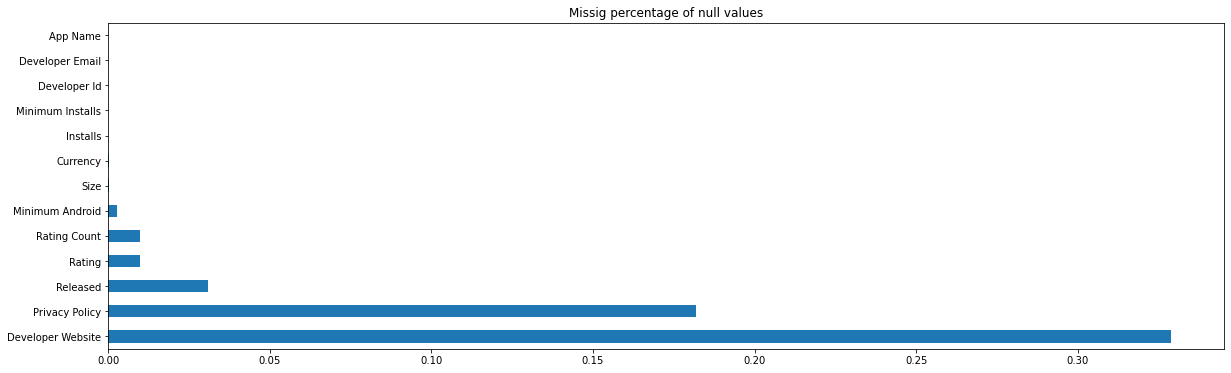 Missig percentage of null values
App Name
Developer Email
Developer Id
Minimum Installs
Installs
Currency
Size
Minimum Android
Rating Count
Rating
Released
Privacy Policy
Developer Website
0.00 0.05 0.10 0.15 0.20 0.25 0.30